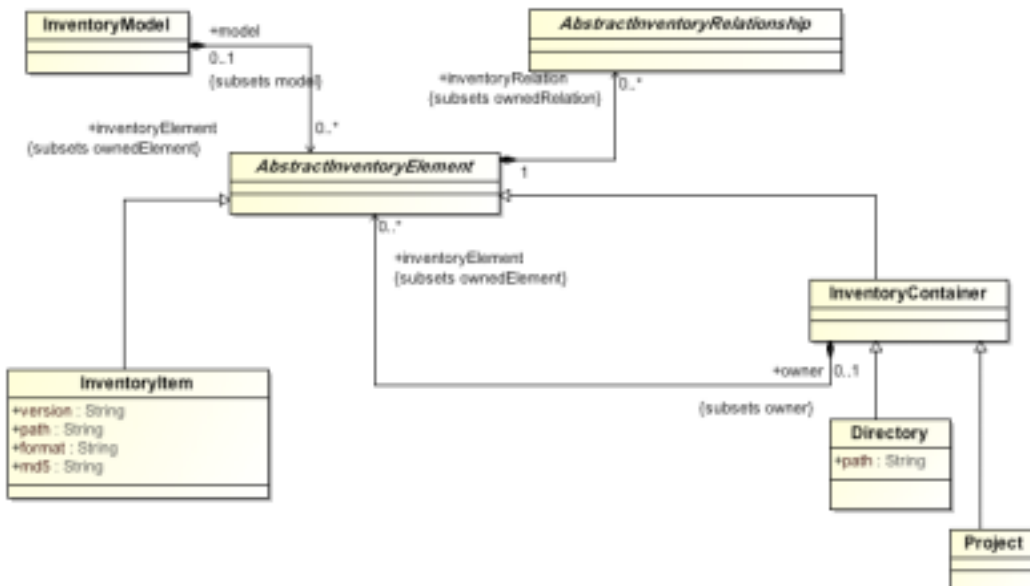 InventoryModel
+model
0..1
{subsets model}
AbstractInventoryRelationship
+inventoryRelation
{subsets ownedRelation}
0..*
+inventoryElement
{subsets ownedElement}
0..*
AbstractInventoryElement
1
0..*
+inventoryElement
{subsets ownedElement}
InventoryContainer
+owner
0..1
{subsets owner}
InventoryItem
+version : String
+path : String
+format : String
+md5 : String
Directory
+path : String
Project